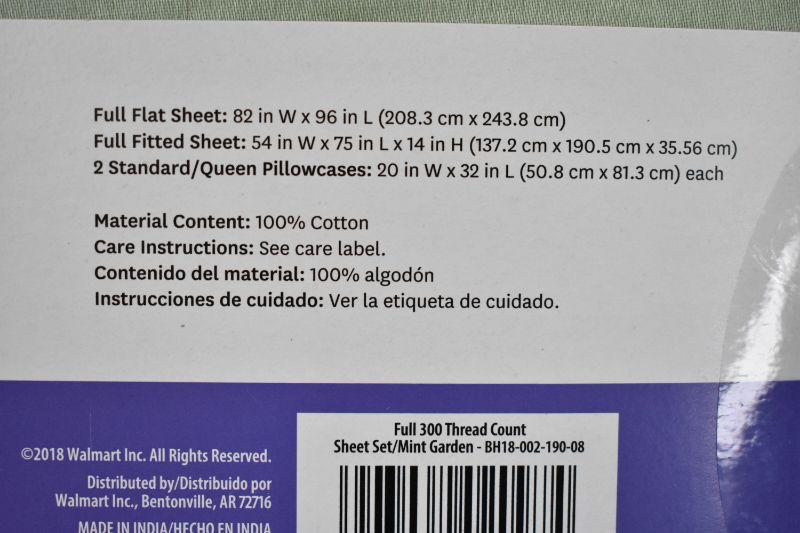 Full Flat Sheet: 82 in W x 96 in L (208.3 cm x 243.8 cm)
Full Fitted Sheet: 54 in W x 75 in L x 14 in H (137.2 cm x 190.5 cm x 35.56 cm)
2 Standard/Queen Pillowcases: 20 in W x 32 in L (50.8 cm x 81.3 cm) each
Material Content: 100% Cotton
Care Instructions: See care label.
Contenido del material: 100% algodón
Instrucciones de cuidado: Ver la etiqueta de cuidado.
©2018 Walmart Inc. All Rights Reserved.
Distributed by/Distribuido por
Walmart Inc., Bentonville, AR 72716
MADE IN INDIA/HECHO EN INDIA
Full 300 Thread Count
Sheet Set/Mint Garden - BH18-002-190-08